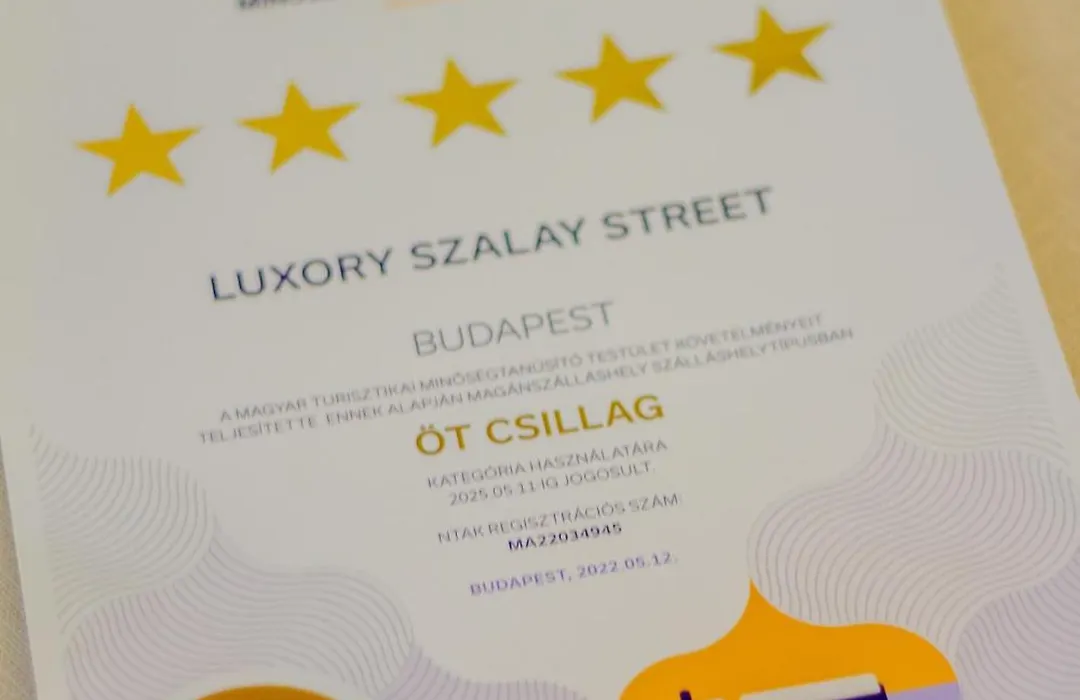 LUXORY SZALAY STREET
BUDAPEST
A MAGYAR TURISZTIKAI MINŐSÉGTANÚSÍTÓ TESTÜLET KÖVETELMÉNYEIT
TELJESÍTETTE ENNEK ALAPJÁN MAGÁNSZÁLLÁSHELY SZÁLLÁSHELYTÍPUSBAN
ÖT CSILLAG
KATEGÓRIA HASZNÁLATÁRA
2025.05.11-IG JOGOSULT.
NTAK REGISZTRÁCIÓS SZÁM:
MA22034945
BUDAPEST, 2022.05.12.